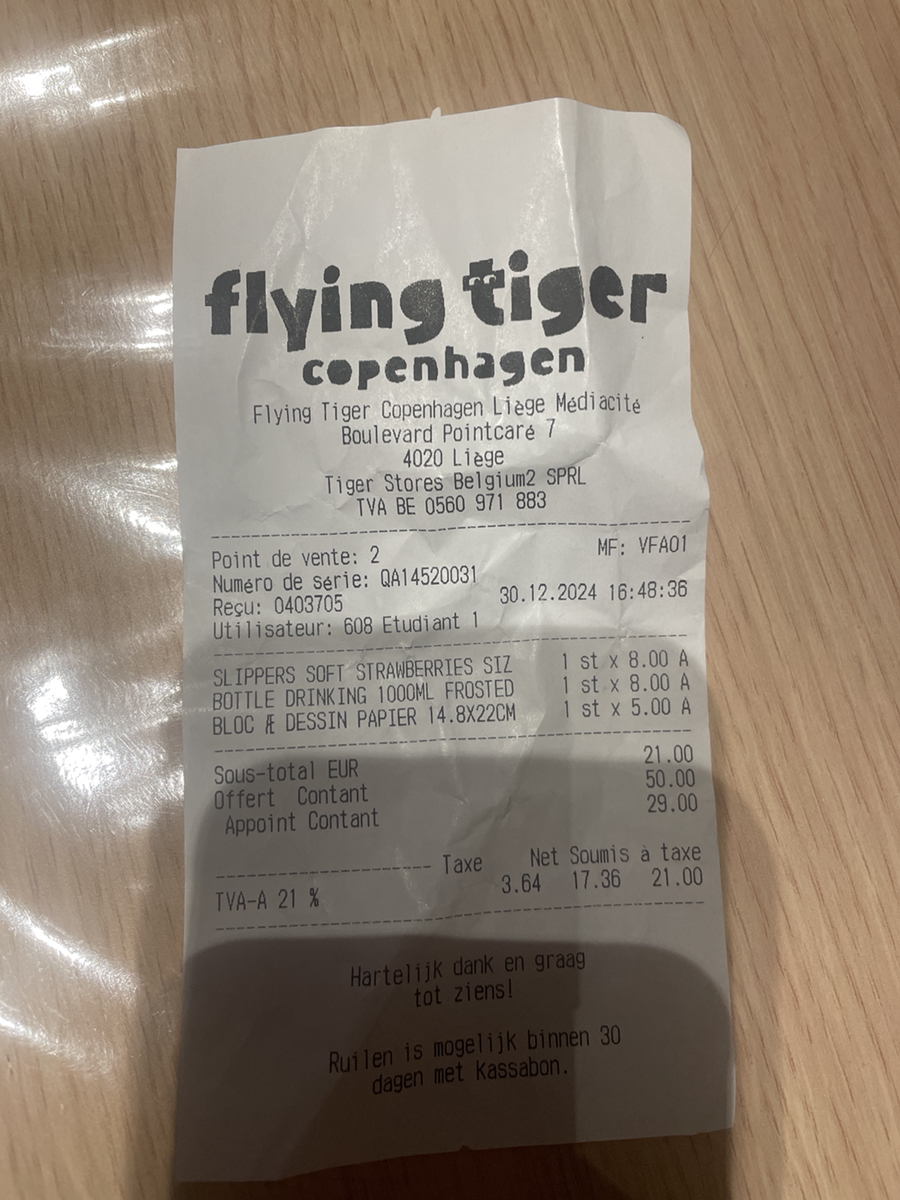 flying tiger
copenhagen
Flying Tiger Copenhagen Liège Médiacité
Boulevard Pointcaré 7
4020 Liège
Tiger Stores Belgium2 SPRL
TVA BE 0560 971 883
Point de vente: 2 MF: VFA01
Numéro de série: QA14520031
Reçu: 0403705 30.12.2024 16:48:36
Utilisateur: 608 Etudiant 1
SLIPPERS SOFT STRAWBERRIES SIZ 1 st x 8.00 A
BOTTLE DRINKING 1000ML FROSTED 1 st x 8.00 A
BLOC Æ DESSIN PAPIER 14.8X22CM 1 st x 5.00 A
Sous-total EUR 21.00
Offert Contant 50.00
Appoint Contant 29.00
Taxe Net Soumis à taxe
TVA-A 21 % 3.64 17.36 21.00
Hartelijk dank en graag
tot ziens!
Ruilen is mogelijk binnen 30
dagen met Kassabon.